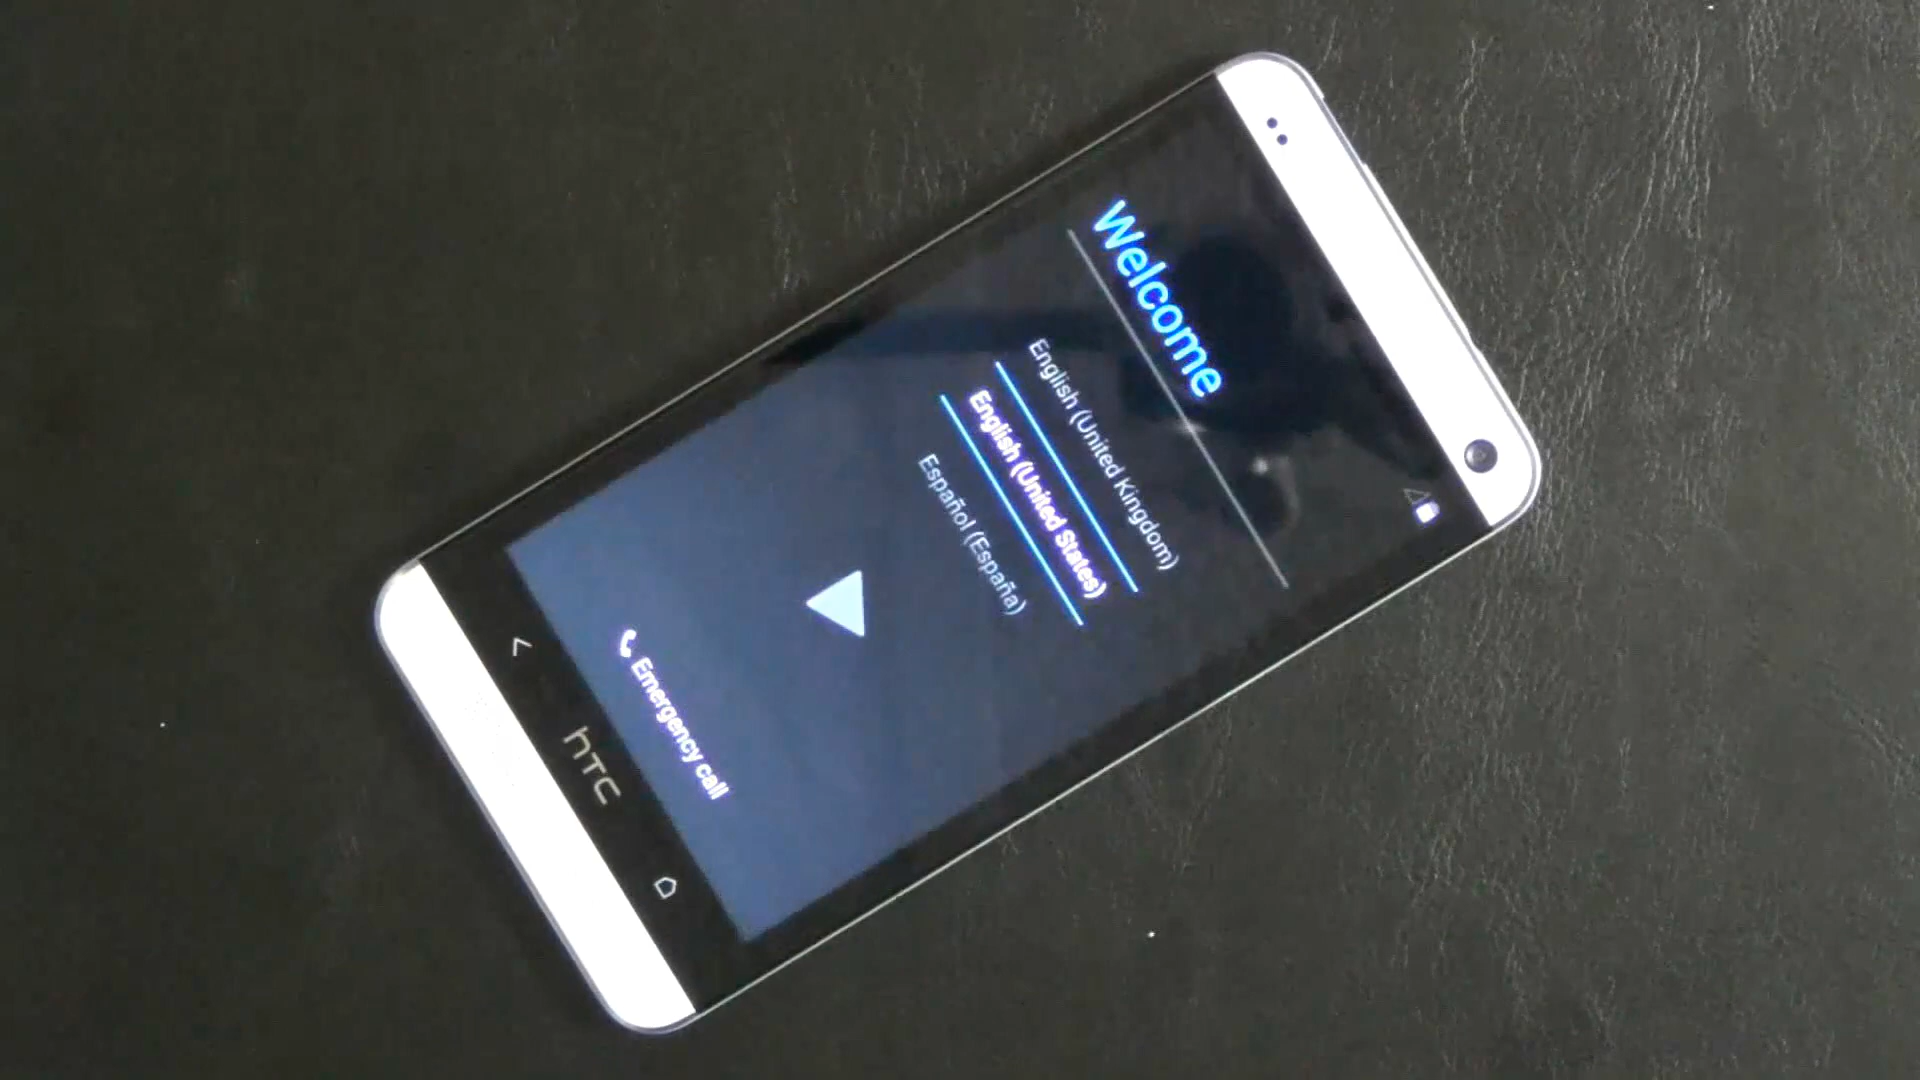 Welcome
English (United Kingdom)
English (United States)
Español (España)
Emergency call
hTC